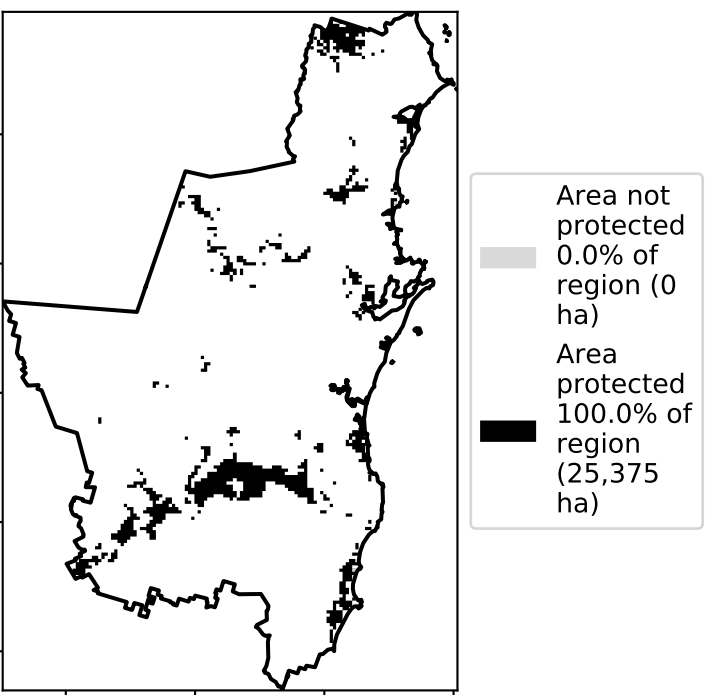 Area not
protected
0.0% of
region (0
ha)
Area
protected
100.0% of
region
(25,375
ha)